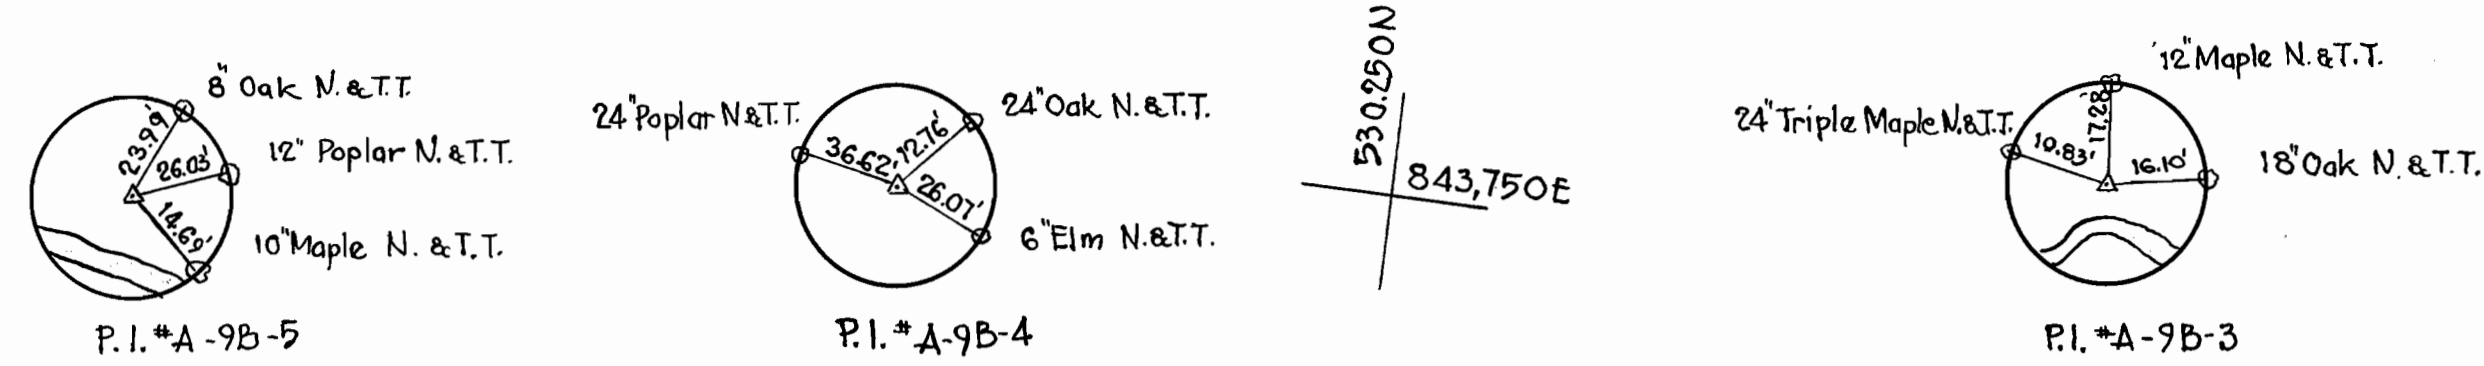 8" Oak N. & T.T.
23.99'
12" Poplar N. & T.T.
26.03'
14.69'
10" Maple N. & T.T.
P.I. #A-9B-5
24" Poplar N & T.T.
36.62'
12.76'
24" Oak N. & T.T.
26.07'
6" Elm N. & T.T.
P.I. #A-9B-4
530.250N
843,750E
12" Maple N. & T.T.
24" Triple Maple N. & T.T.
17.28'
10.83'
16.10'
18" Oak N. & T.T.
P.I. #A-9B-3